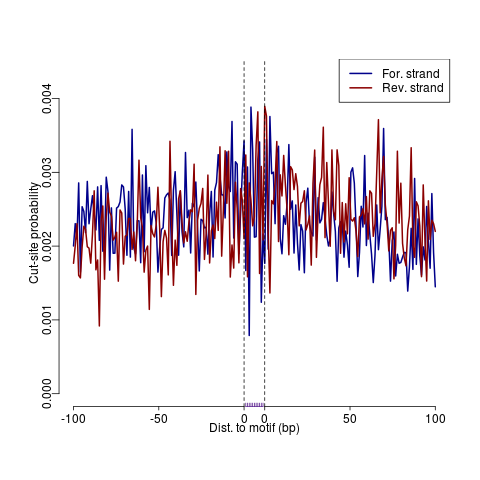 For. strand
Rev. strand
Cut-site probability
0.004
0.003
0.002
0.001
0.000
-100 -50 0 0 50 100
Dist. to motif (bp)